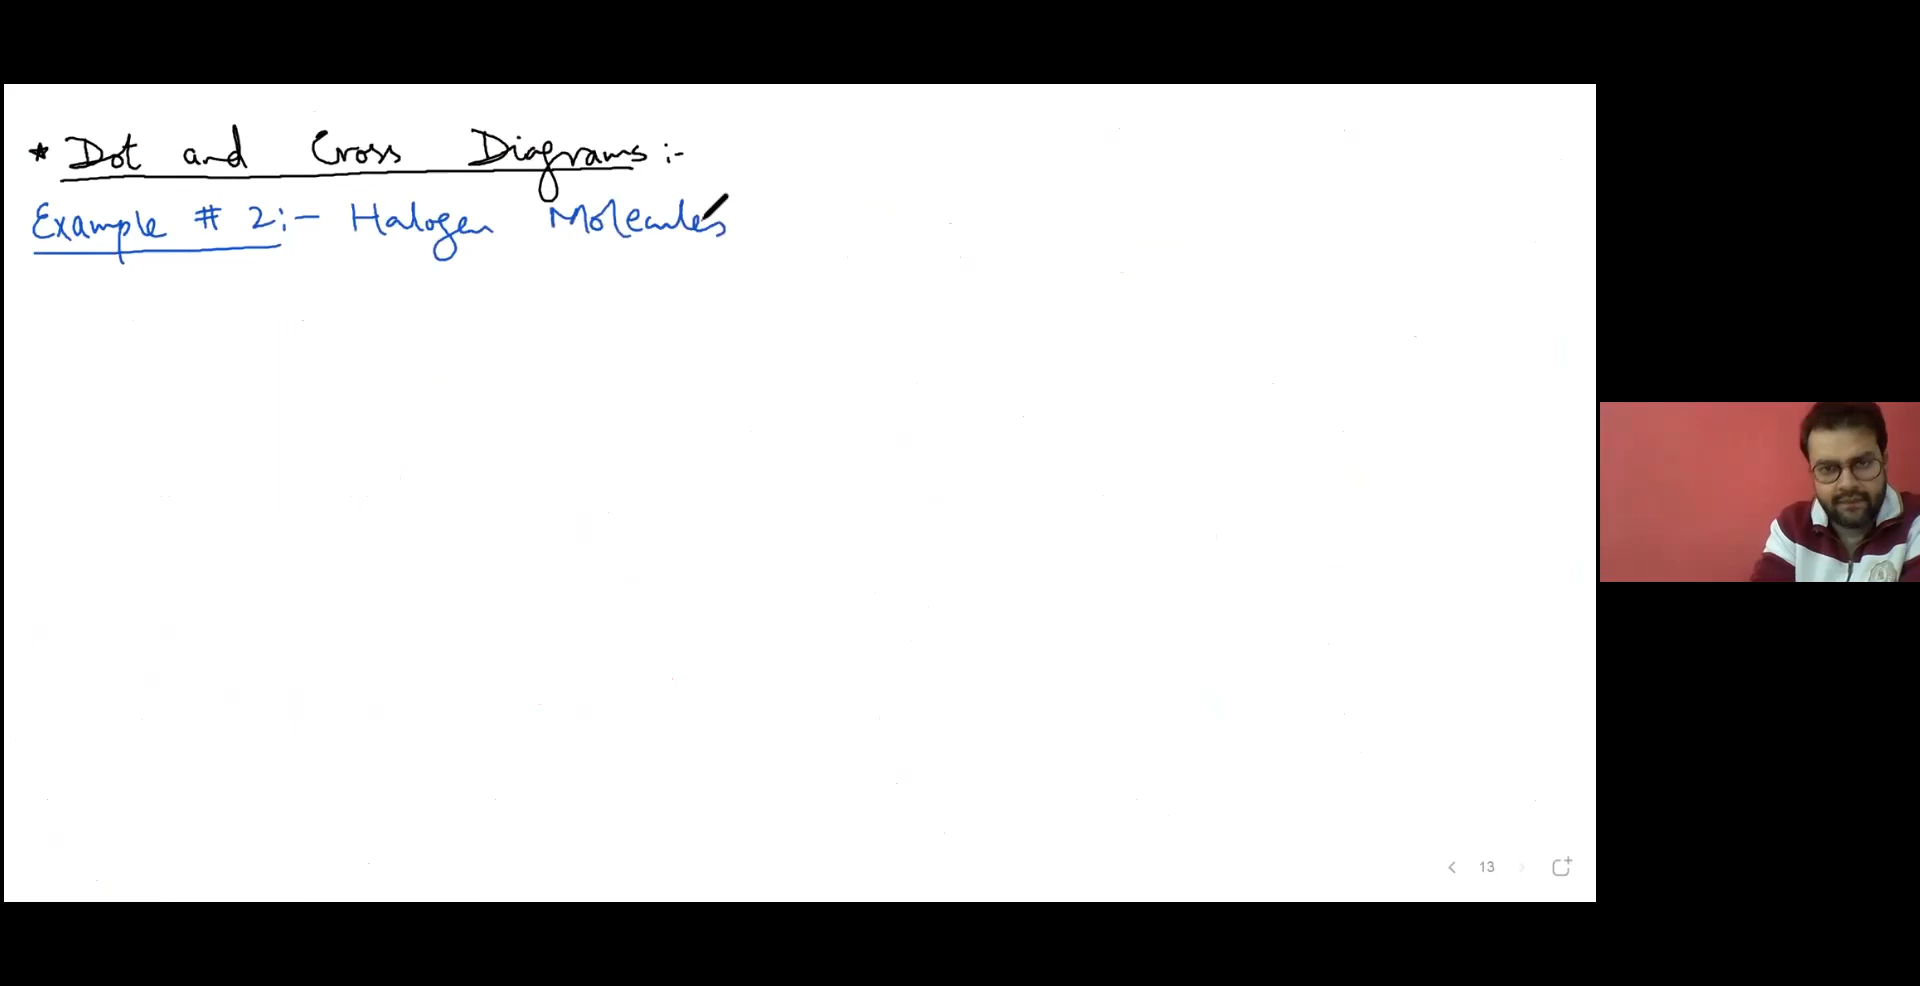 * Dot and Cross Diagrams :-
Example # 2:- Halogen Molecules
13